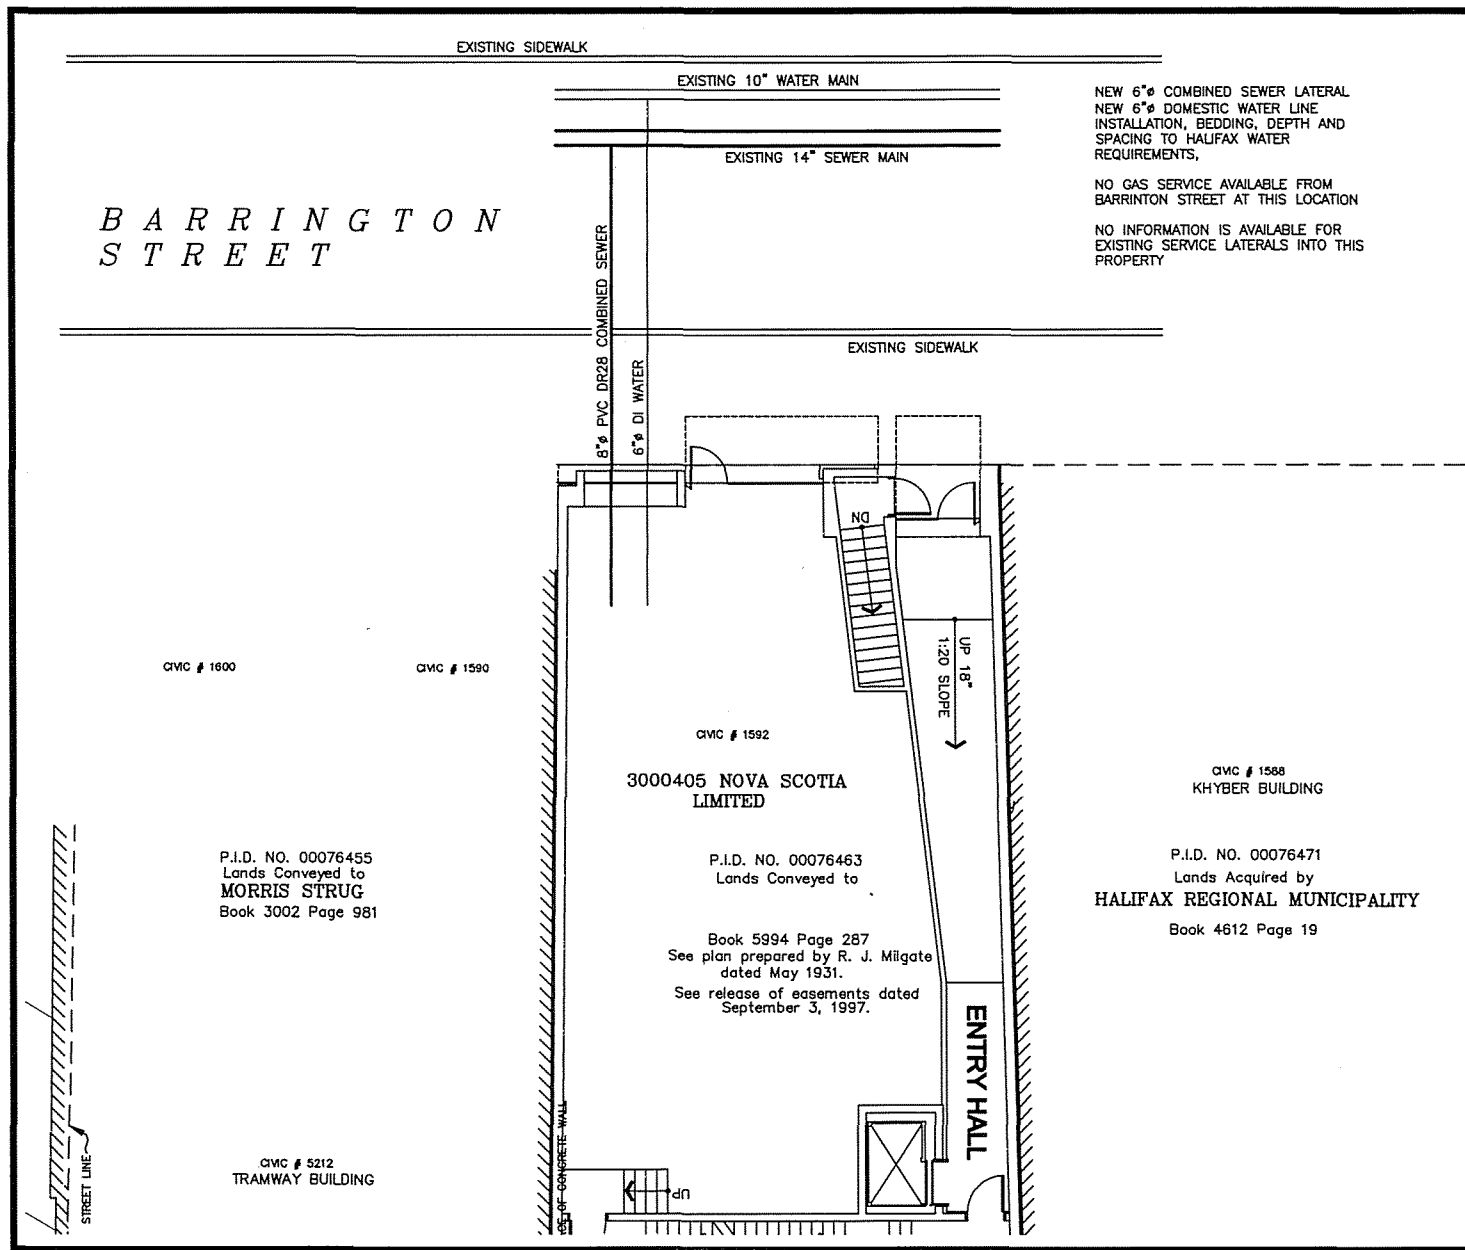 EXISTING SIDEWALK
EXISTING 10" WATER MAIN
NEW 6"ø COMBINED SEWER LATERAL
NEW 6"ø DOMESTIC WATER LINE
INSTALLATION, BEDDING, DEPTH AND
SPACING TO HALIFAX WATER
REQUIREMENTS,
NO GAS SERVICE AVAILABLE FROM
BARRINTON STREET AT THIS LOCATION
NO INFORMATION IS AVAILABLE FOR
EXISTING SERVICE LATERALS INTO THIS
PROPERTY
EXISTING 14" SEWER MAIN
BARRINGTON
STREET
8"ø PVC DR28 COMBINED SEWER
6"ø DI WATER
EXISTING SIDEWALK
DN
UP 18"
1:20 SLOPE
CIVIC # 1600
CIVIC # 1590
CIVIC # 1592
3000405 NOVA SCOTIA
LIMITED
P.I.D. NO. 00076463
Lands Conveyed to
Book 5994 Page 287
See plan prepared by R. J. Milgate
dated May 1931.
See release of easements dated
September 3, 1997.
CIVIC # 1588
KHYBER BUILDING
P.I.D. NO. 00076471
Lands Acquired by
HALIFAX REGIONAL MUNICIPALITY
Book 4612 Page 19
P.I.D. NO. 00076455
Lands Conveyed to
MORRIS STRUG
Book 3002 Page 981
ENTRY HALL
OF CONCRETE WALL
STREET LINE
CIVIC # 5212
TRAMWAY BUILDING
UP